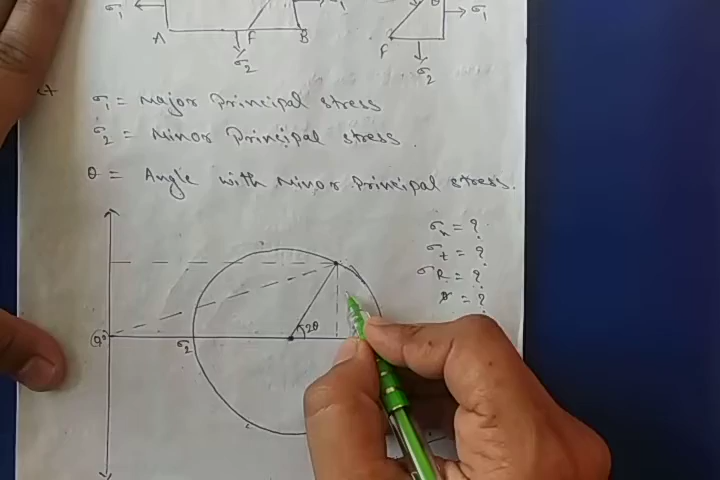 σ₁ σ₁ θ σ₁
A F B F
σ₂ σ₂
σ₁ = Major Principal stress
σ₂ = Minor Principal stress.
θ = Angle with Minor Principal stress.
σₙ = ?
σₜ = ?
σR = ?
= ?
2θ
σ₂